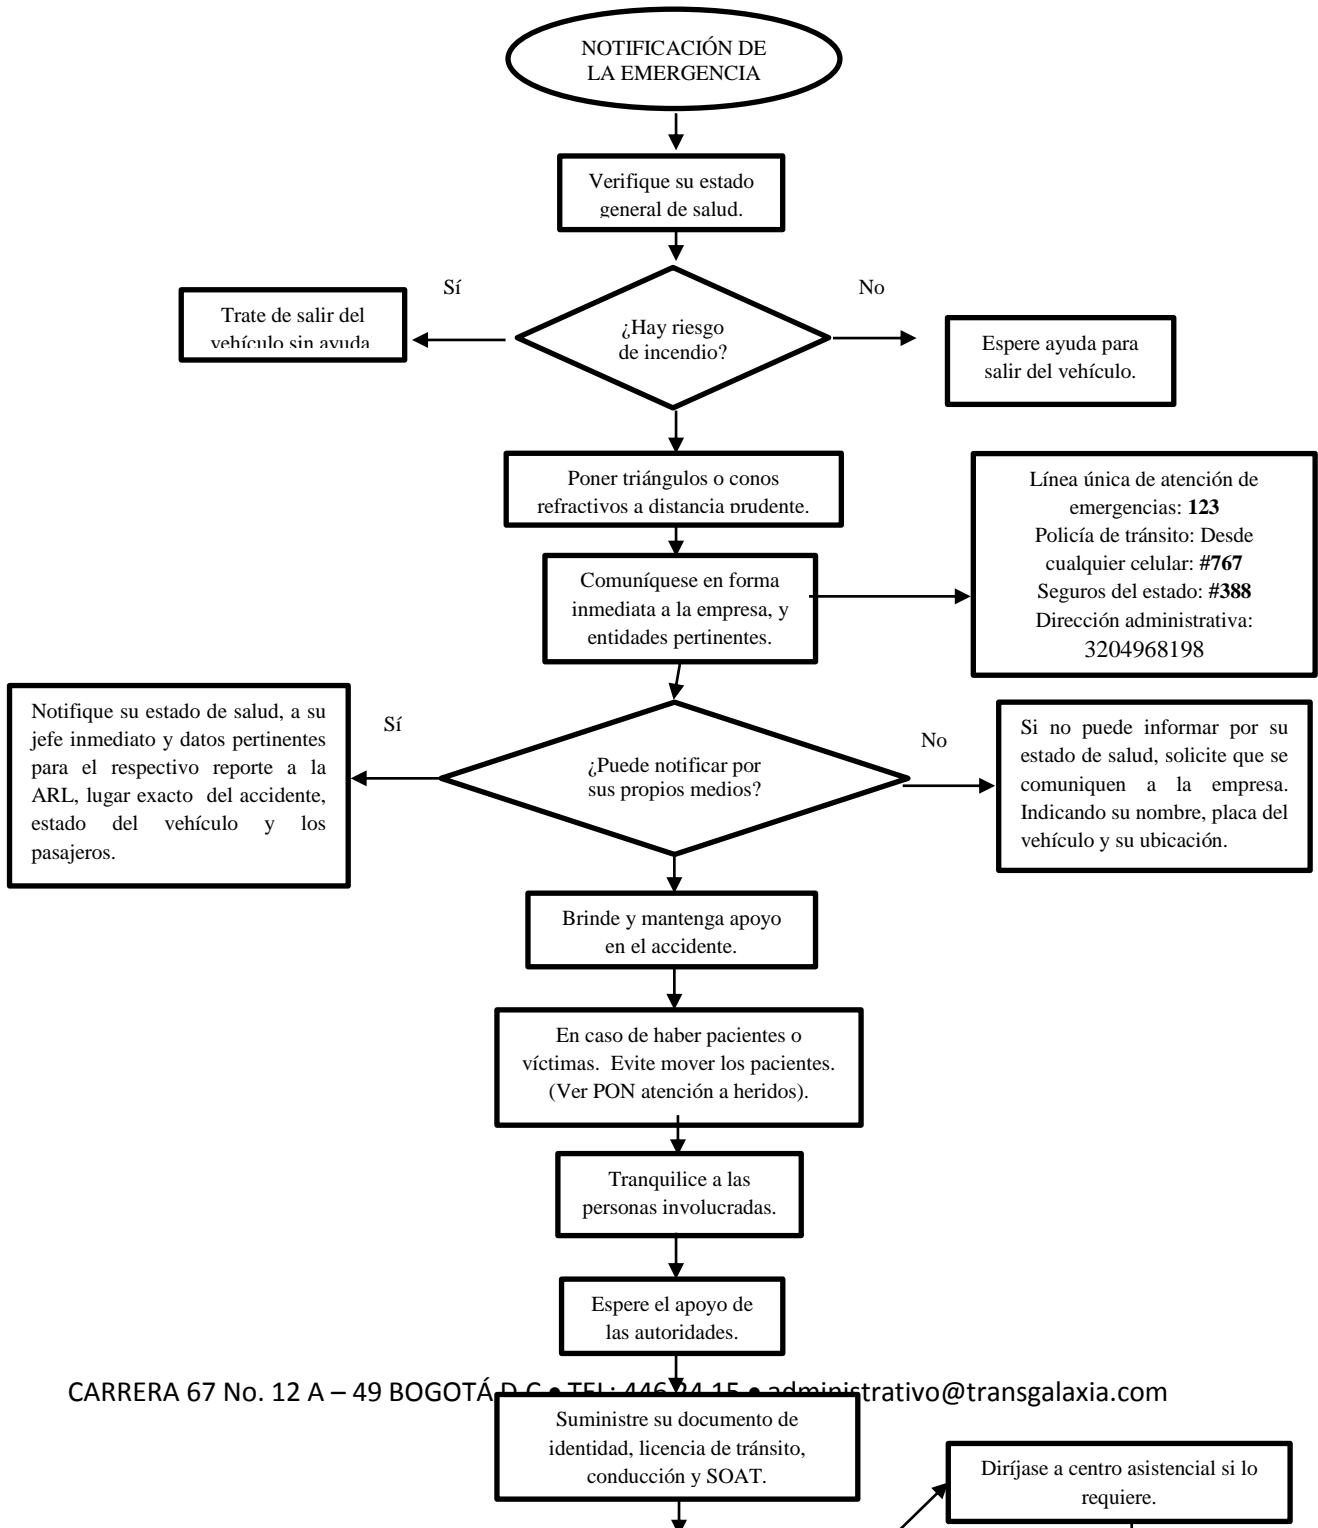 NOTIFICACIÓN DE
LA EMERGENCIA
Verifique su estado
general de salud.
Sí
No
Trate de salir del
vehículo sin ayuda
¿Hay riesgo
de incendio?
Espere ayuda para
salir del vehículo.
Poner triángulos o conos
refractivos a distancia prudente.
Línea única de atención de
emergencias: 123
Policía de tránsito: Desde
cualquier celular: #767
Seguros del estado: #388
Dirección administrativa:
3204968198
Comuníquese en forma
inmediata a la empresa, y
entidades pertinentes.
Notifique su estado de salud, a su
jefe inmediato y datos pertinentes
para el respectivo reporte a la
ARL, lugar exacto del accidente,
estado del vehículo y los
pasajeros.
Sí
¿Puede notificar por
sus propios medios?
No
Si no puede informar por su
estado de salud, solicite que se
comuniquen a la empresa.
Indicando su nombre, placa del
vehículo y su ubicación.
Brinde y mantenga apoyo
en el accidente.
En caso de haber pacientes o
víctimas. Evite mover los pacientes.
(Ver PON atención a heridos).
Tranquilice a las
personas involucradas.
Espere el apoyo de
las autoridades.
CARRERA 67 No. 12 A – 49 BOGOTÁ D.C • TEL: 446 24 15 • administrativo@transgalaxia.com
Suministre su documento de
identidad, licencia de tránsito,
conducción y SOAT.
Diríjase a centro asistencial si lo
requiere.